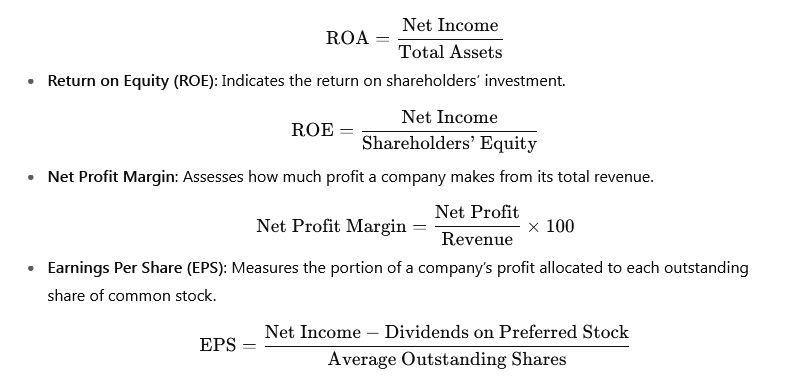 ROA = Net Income / Total Assets
• Return on Equity (ROE): Indicates the return on shareholders’ investment.
ROE = Net Income / Shareholders’ Equity
• Net Profit Margin: Assesses how much profit a company makes from its total revenue.
Net Profit Margin = Net Profit / Revenue × 100
• Earnings Per Share (EPS): Measures the portion of a company’s profit allocated to each outstanding
share of common stock.
EPS = Net Income − Dividends on Preferred Stock / Average Outstanding Shares